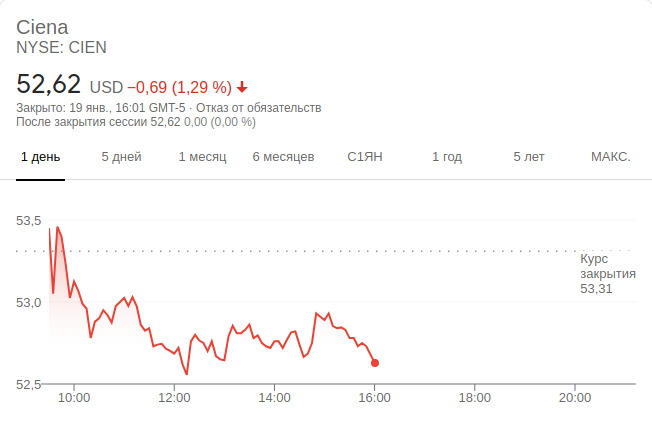 Ciena
NYSE: CIEN
52,62 USD −0,69 (1,29 %)
Закрыто: 19 янв., 16:01 GMT-5 · Отказ от обязательств
После закрытия сессии 52,62 0,00 (0,00 %)
1 день 5 дней 1 месяц 6 месяцев С1ЯН 1 год 5 лет МАКС.
53,5
Курс
закрытия
53,31
53,0
52,5
10:00 12:00 14:00 16:00 18:00 20:00